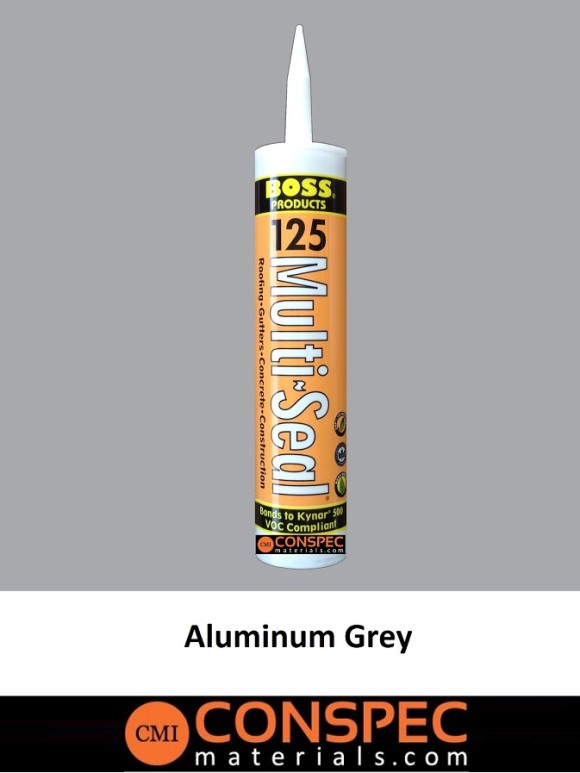 BOSS®
PRODUCTS
125
Multi~Seal®
Roofing•Gutters•Concrete•Construction
Bonds to Kynar® 500
VOC Compliant
CMI CONSPEC
materials.com
Aluminum Grey
CMI CONSPEC
materials.com